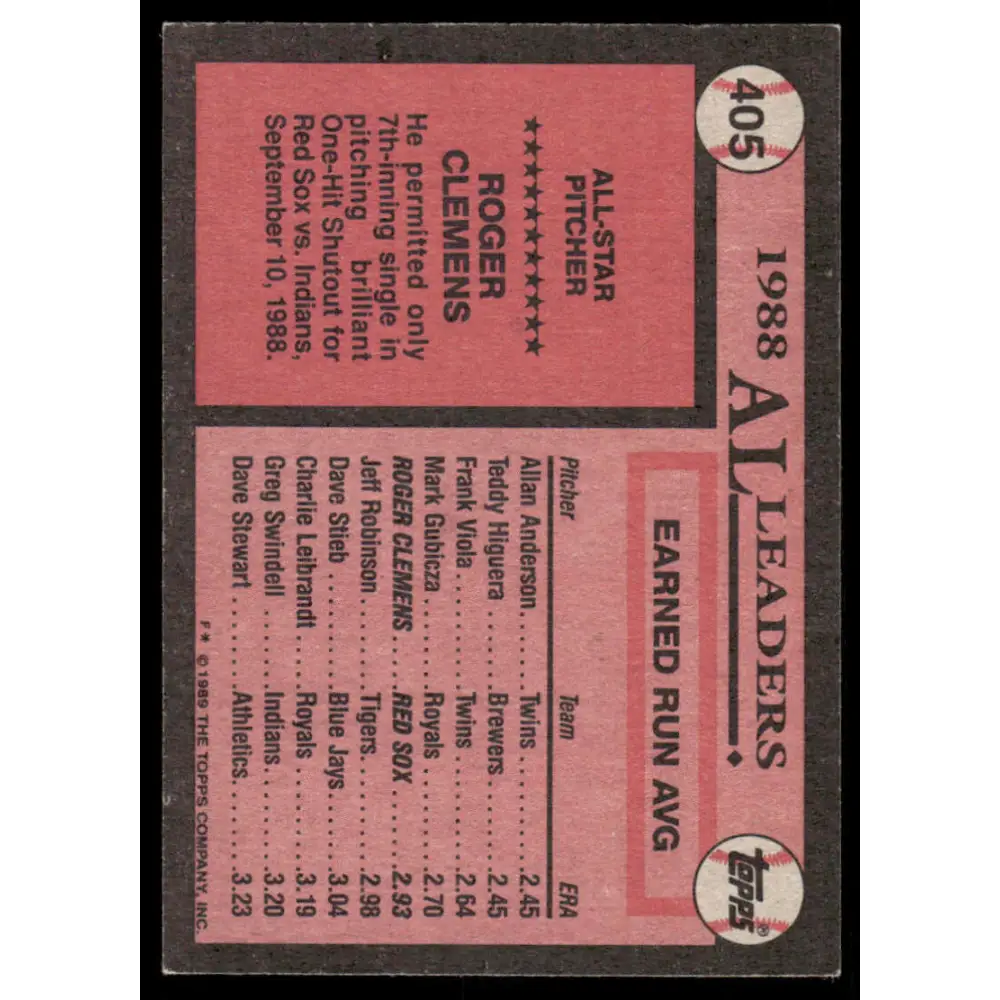 405
1988 AL LEADERS
topps®
ALL-STAR
PITCHER
★★★★★★★★★★
ROGER
CLEMENS
He permitted only
7th-inning single in
pitching brilliant
One-Hit Shutout for
Red Sox vs. Indians,
September 10, 1988.
EARNED RUN AVG
Pitcher Team ERA
Allan Anderson.....Twins..........2.45
Teddy Higuera.....Brewers........2.45
Frank Viola..........Twins..........2.64
Mark Gubicza......Royals..........2.70
ROGER CLEMENS....RED SOX.......2.93
Jeff Robinson.......Tigers..........2.98
Dave Stieb..........Blue Jays......3.04
Charlie Leibrandt..Royals..........3.19
Greg Swindell......Indians.........3.20
Dave Stewart.......Athletics.......3.23
F* ©1989 THE TOPPS COMPANY, INC.